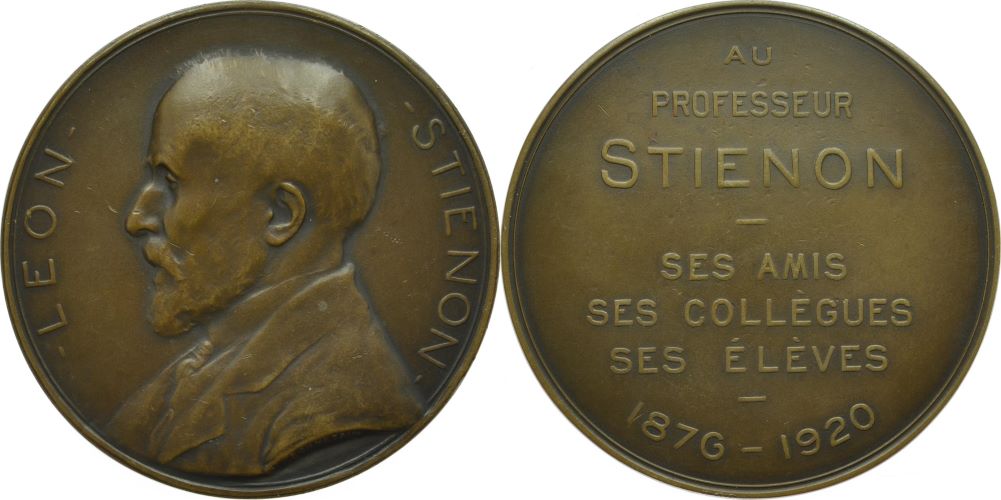 - LEON - - STIENON -
AU
PROFESSEUR
STIENON
—
SES AMIS
SES COLLÈGUES
SES ÉLÈVES
—
1876 - 1920